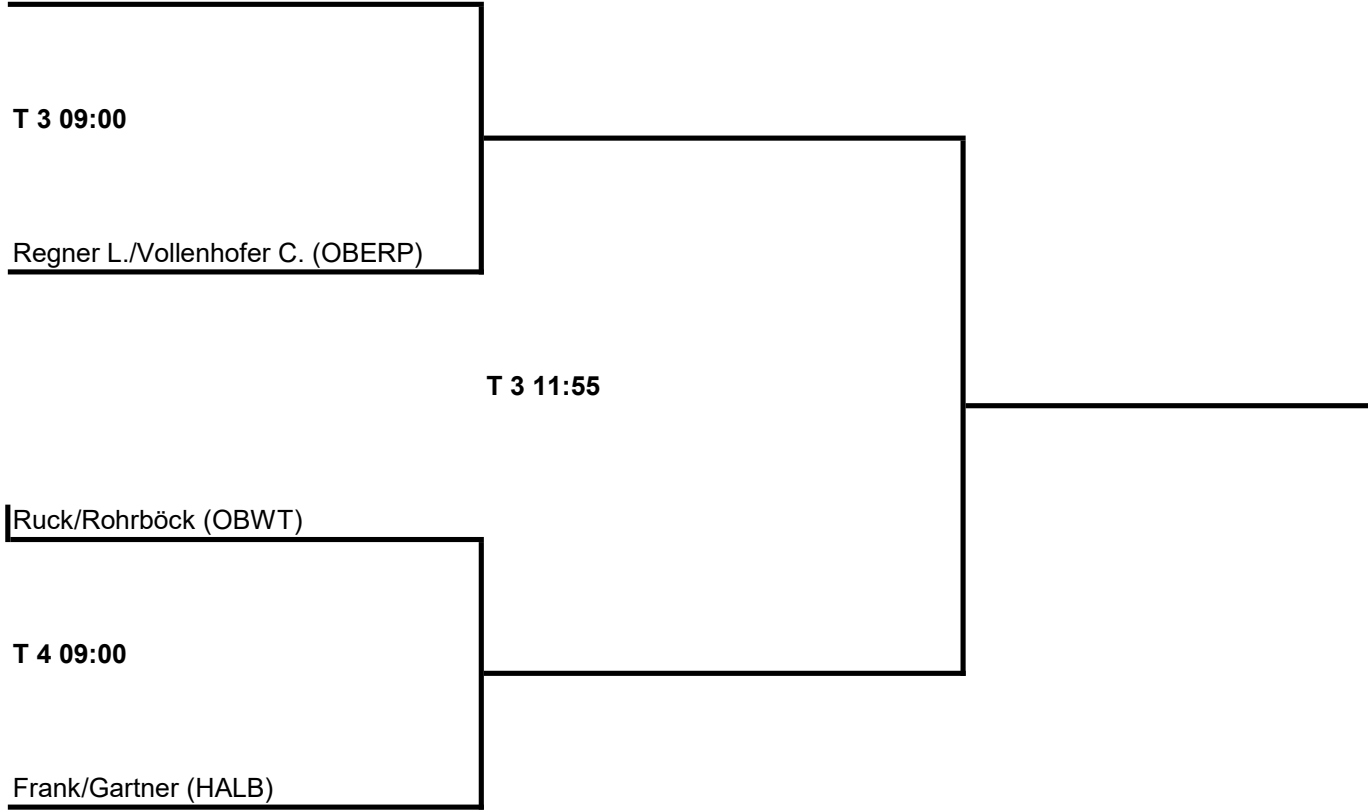 T 3 09:00
Regner L./Vollenhofer C. (OBERP)
T 3 11:55
Ruck/Rohrböck (OBWT)
T 4 09:00
Frank/Gartner (HALB)